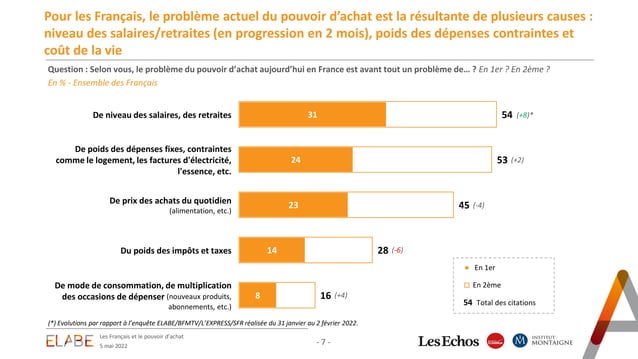 Pour les Français, le problème actuel du pouvoir d'achat est la résultante de plusieurs causes :
niveau des salaires/retraites (en progression en 2 mois), poids des dépenses contraintes et
coût de la vie
Question : Selon vous, le problème du pouvoir d'achat aujourd'hui en France est avant tout un problème de… ? En 1er ? En 2ème ?
En % - Ensemble des Français
De niveau des salaires, des retraites
31
54 (+8)*
De poids des dépenses fixes, contraintes
comme le logement, les factures d'électricité,
l'essence, etc.
24
53 (+2)
De prix des achats du quotidien
(alimentation, etc.)
23
45 (-4)
Du poids des impôts et taxes
14
28 (-6)
De mode de consommation, de multiplication
des occasions de dépenser (nouveaux produits,
abonnements, etc.)
8
16 (+4)
En 1er
En 2ème
54 Total des citations
(*) Evolutions par rapport à l'enquête ELABE/BFMTV/L'EXPRESS/SFR réalisée du 31 janvier au 2 février 2022.
ELABE
Les Français et le pouvoir d'achat
5 mai 2022
- 7 -
Les Echos
INSTITUT
MONTAIGNE